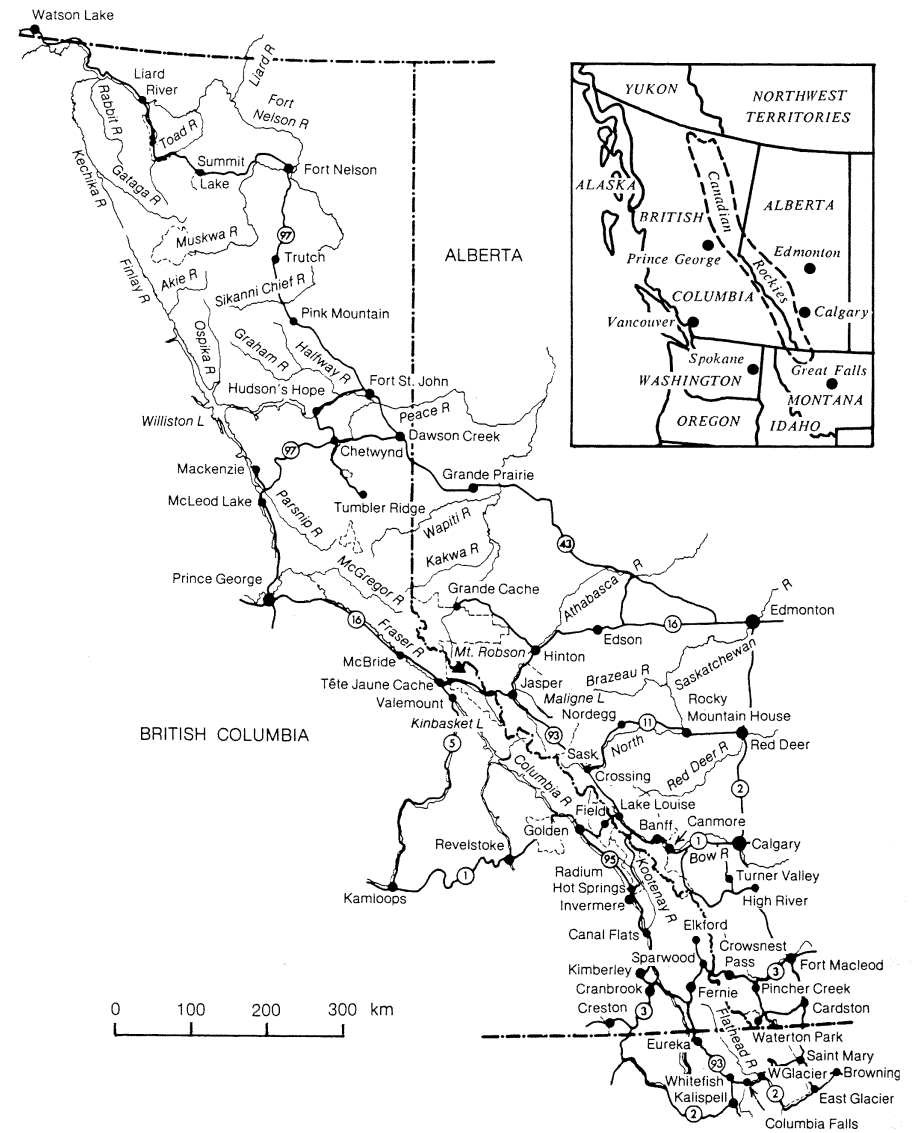 Watson Lake
Liard
River
Liard R
Rabbit R
Toad R
Fort
Nelson R
Kechika R
Gataga R
Summit
Lake
Fort Nelson
Muskwa R
97
Trutch
Finlay R
Akie R
Sikanni Chief R
Pink Mountain
Ospika R
Graham R
Halfway R
Hudson's Hope
Fort St. John
Peace R
Williston L
97
Chetwynd
Dawson Creek
Mackenzie
Grande Prairie
McLeod Lake
Parsnip R
Tumbler Ridge
Wapiti R
43
Kakwa R
Prince George
McGregor R
Grande Cache
Athabasca R
R
Edmonton
16
Fraser R
16
Edson
McBride
Mt. Robson
Hinton
Saskatchewan
Brazeau R
Tête Jaune Cache
Jasper
Maligne L
Rocky
Mountain House
Valemount
Nordegg
Kinbasket L
93
11
North
Red Deer
BRITISH COLUMBIA
ALBERTA
5
Sask
Crossing
Red Deer R
Columbia R
2
Lake Louise
Field
Canmore
Golden
Banff
1
Calgary
Revelstoke
95
Bow R
Radium
Hot Springs
Kootenay R
Turner Valley
1
Kamloops
Invermere
High River
Elkford
Canal Flats
Crowsnest
Pass
Sparwood
3
Fort Macleod
Kimberley
Cranbrook
Fernie
Pincher Creek
Creston
3
Cardston
Flathead R
Waterton Park
Eureka
Saint Mary
93
W Glacier
Browning
Whitefish
Kalispell
2
2
East Glacier
Columbia Falls
0 100 200 300 km
YUKON
NORTHWEST
TERRITORIES
ALASKA
Canadian
Rockies
BRITISH
COLUMBIA
ALBERTA
Edmonton
Prince George
Calgary
Vancouver
Spokane
Great Falls
WASHINGTON
MONTANA
OREGON
IDAHO